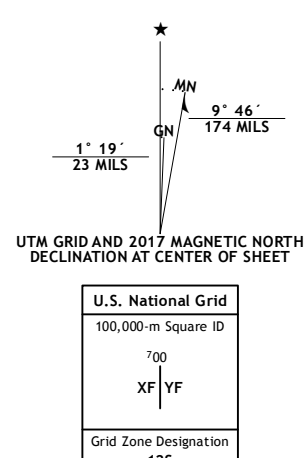 ★
MN
9° 46´
174 MILS
GN
1° 19´
23 MILS
UTM GRID AND 2017 MAGNETIC NORTH
DECLINATION AT CENTER OF SHEET
U.S. National Grid
100,000-m Square ID
⁷00
XF YF
Grid Zone Designation